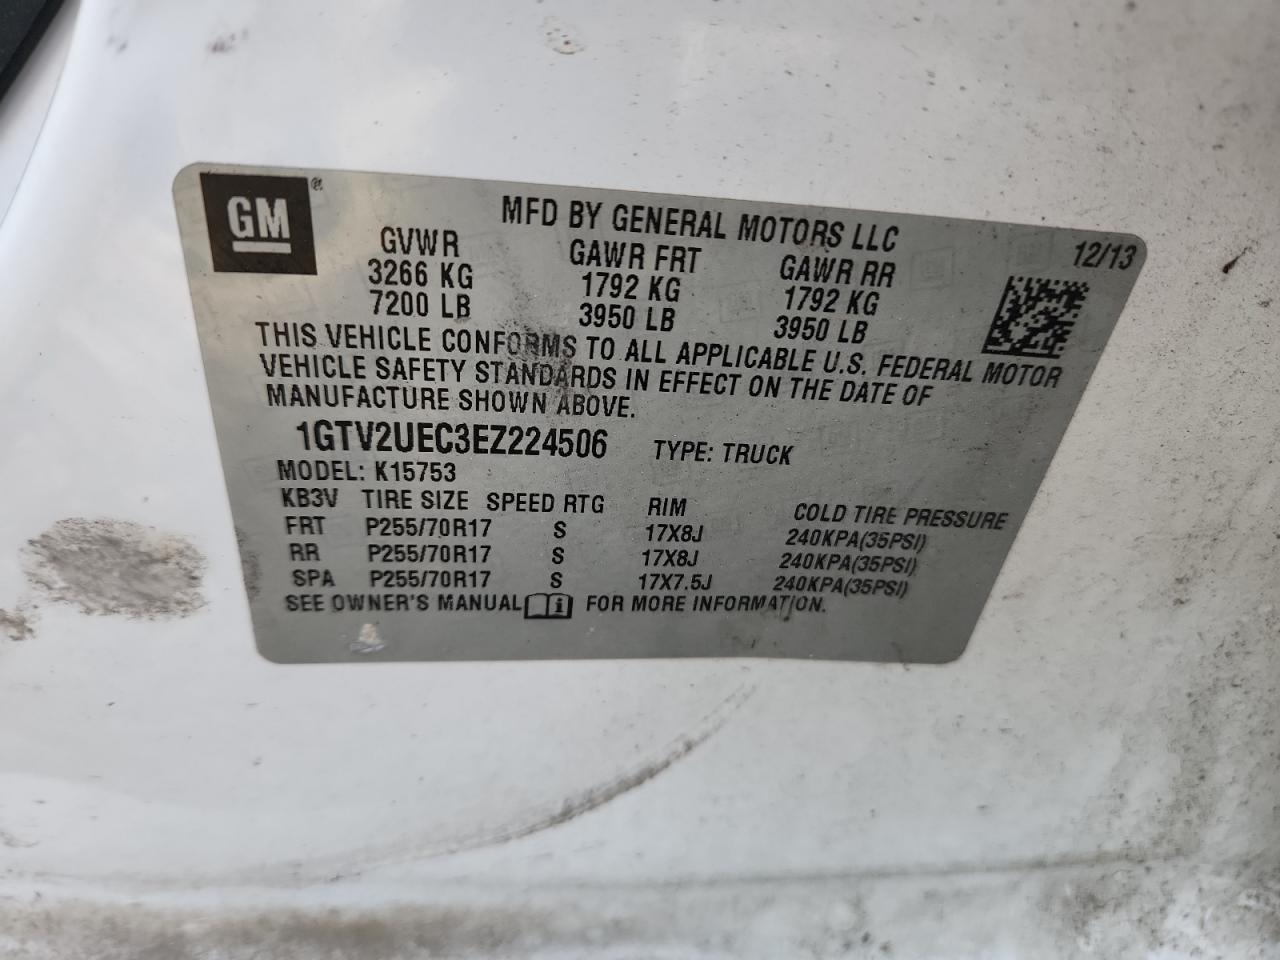 GM ®
MFD BY GENERAL MOTORS LLC
12/13
GVWR GAWR FRT GAWR RR
3266 KG 1792 KG 1792 KG
7200 LB 3950 LB 3950 LB
THIS VEHICLE CONFORMS TO ALL APPLICABLE U.S. FEDERAL MOTOR
VEHICLE SAFETY STANDARDS IN EFFECT ON THE DATE OF
MANUFACTURE SHOWN ABOVE.
1GTV2UEC3EZ224506 TYPE: TRUCK
MODEL: K15753
KB3V TIRE SIZE SPEED RTG RIM COLD TIRE PRESSURE
FRT P255/70R17 S 17X8J 240KPA(35PSI)
RR P255/70R17 S 17X8J 240KPA(35PSI)
SPA P255/70R17 S 17X7.5J 240KPA(35PSI)
SEE OWNER'S MANUAL FOR MORE INFORMATION.